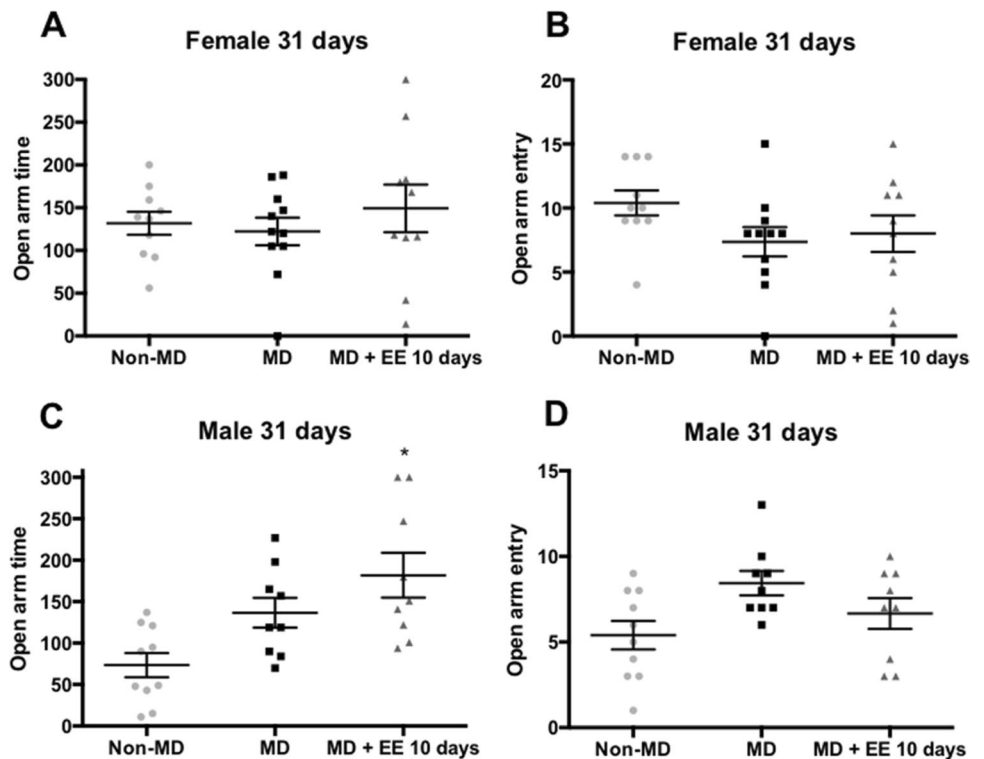 A
Female 31 days
Open arm time
300
250
200
150
100
50
0
Non-MD MD MD + EE 10 days
B
Female 31 days
Open arm entry
20
15
10
5
0
Non-MD MD MD + EE 10 days
C
Male 31 days
*
Open arm time
300
250
200
150
100
50
0
Non-MD MD MD + EE 10 days
D
Male 31 days
Open arm entry
15
10
5
0
Non-MD MD MD + EE 10 days